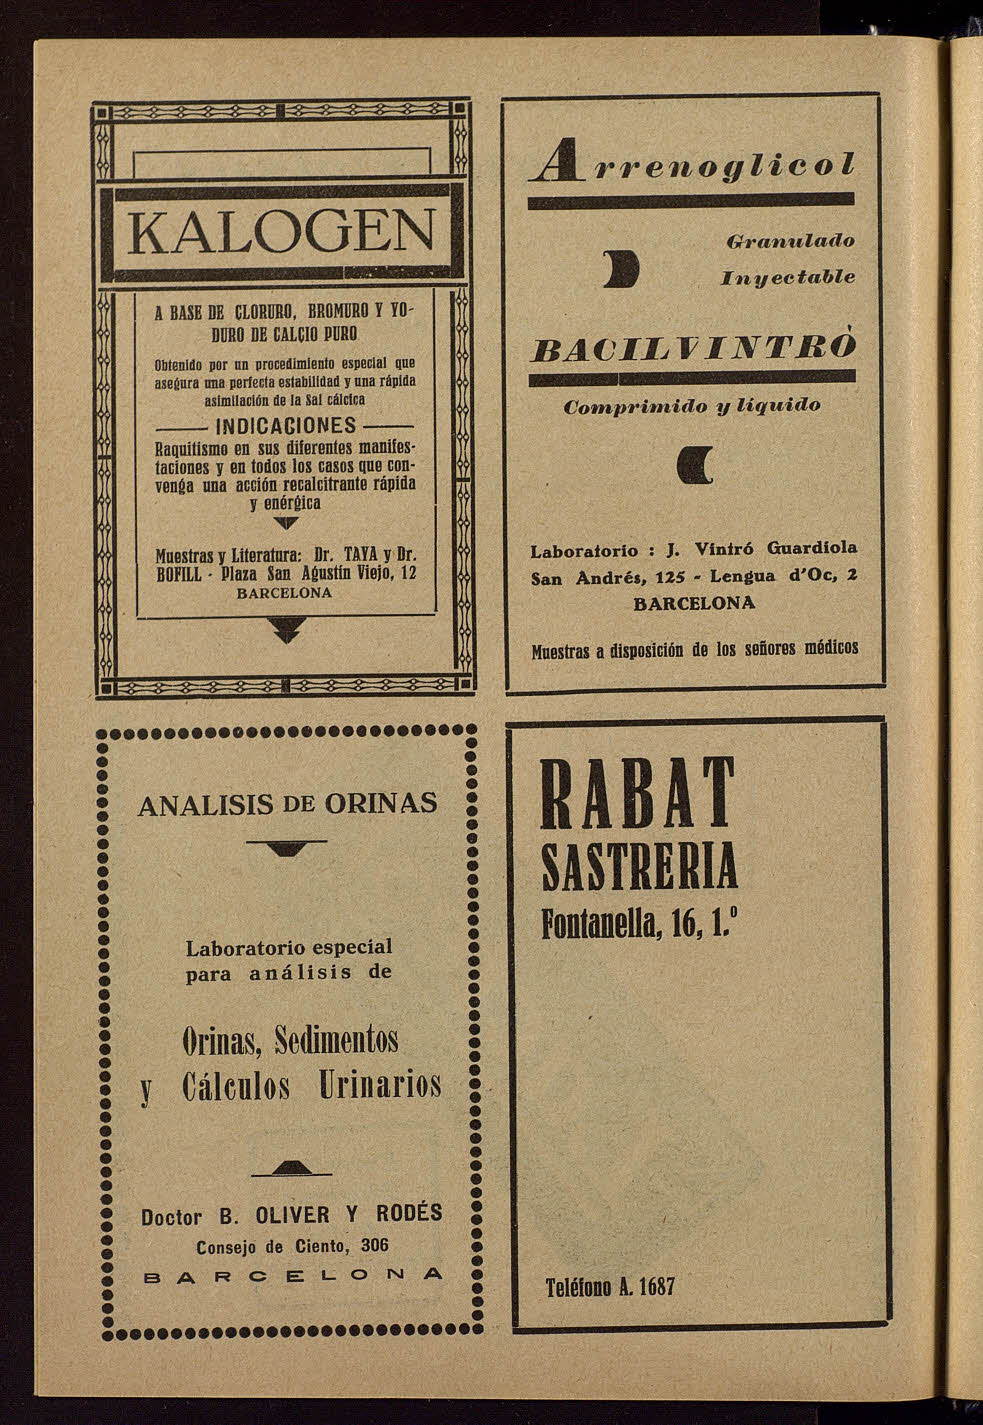 KALOGEN
A BASE DE CLORURO, BROMURO Y YO-
DURO DE CALCIO PURO
Obtenido por un procedimiento especial que
asegura una perfecta estabilidad y una rápida
asimilación de la Sal cálcica
INDICACIONES
Raquitismo en sus diferentes manifes-
taciones y en todos los casos que con-
venga una acción recalcitrante rápida
y enérgica
Muestras y Literatura: Dr. TAYA y Dr.
BOFILL - Plaza San Agustín Viejo, 12
BARCELONA
Arrenoglicol
Granulado
Inyectable
BACILVINTRÒ
Comprimido y líquido
Laboratorio : J. Vintró Guardiola
San Andrés, 125 - Lengua d'Oc, 2
BARCELONA
Muestras a disposición de los señores médicos
ANALISIS DE ORINAS
Laboratorio especial
para análisis de
Orinas, Sedimentos
y Cálculos Urinarios
Doctor B. OLIVER Y RODÉS
Consejo de Ciento, 306
BARCELONA
RABAT
SASTRERIA
Fontanella, 16, 1.º
Teléfono A. 1687